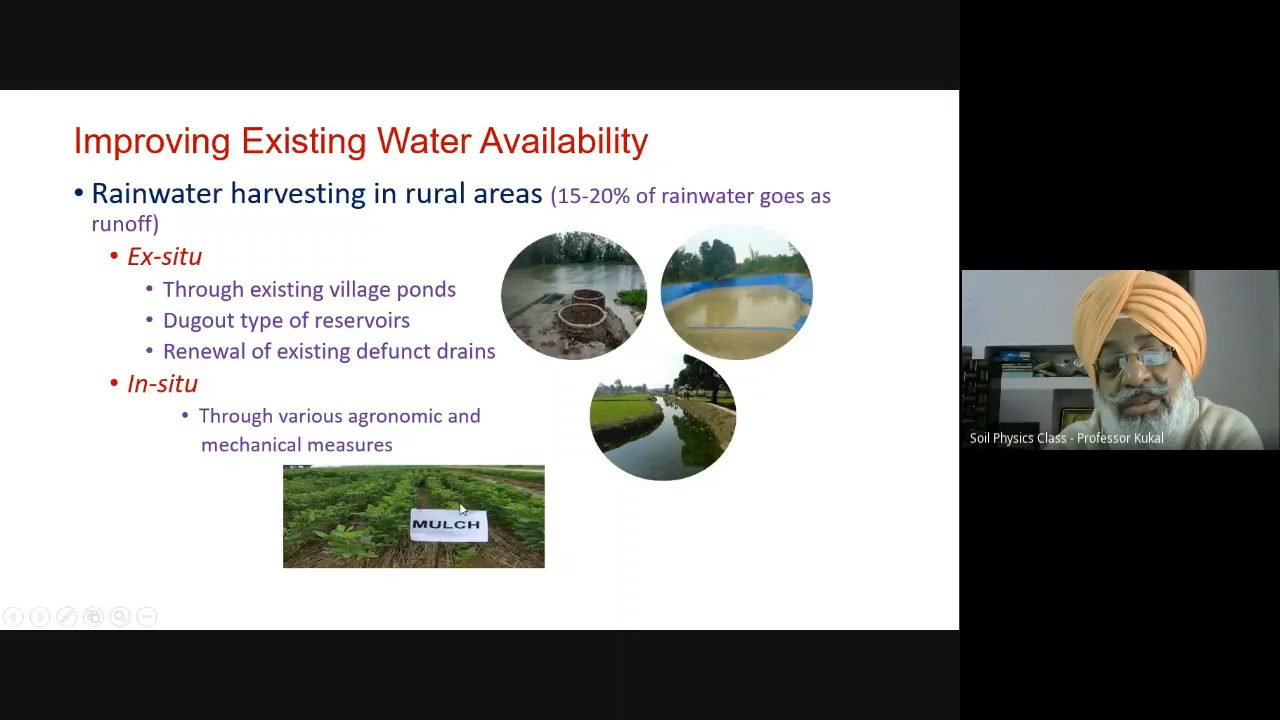 Improving Existing Water Availability
• Rainwater harvesting in rural areas (15-20% of rainwater goes as
runoff)
• Ex-situ
• Through existing village ponds
• Dugout type of reservoirs
• Renewal of existing defunct drains
• In-situ
• Through various agronomic and
mechanical measures
MULCH
Soil Physics Class - Professor Kukal